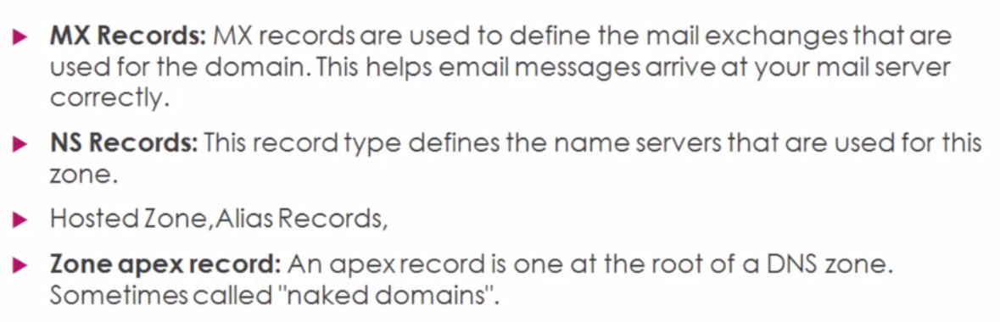 MX Records: MX records are used to define the mail exchanges that are
used for the domain. This helps email messages arrive at your mail server
correctly.
NS Records: This record type defines the name servers that are used for this
zone.
Hosted Zone,Alias Records,
Zone apex record: An apex record is one at the root of a DNS zone.
Sometimes called "naked domains".